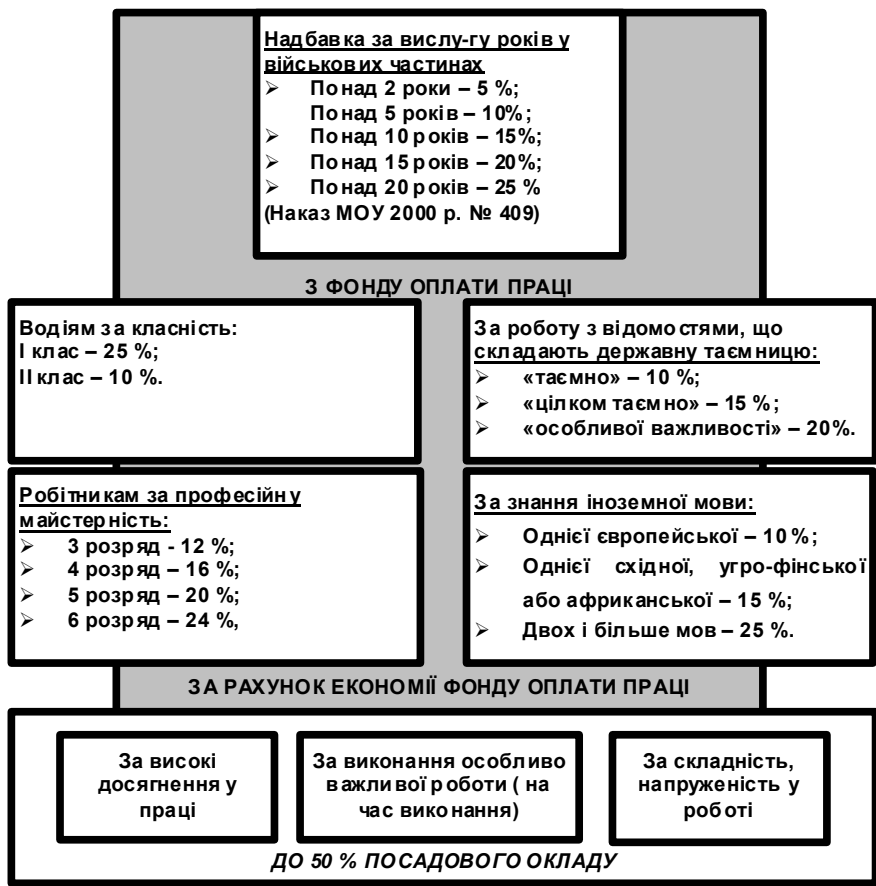 Надбавка за вислу-гу років у
військових частинах
➢ Понад 2 роки – 5 %;
Понад 5 років – 10%;
➢ Понад 10 років – 15%;
➢ Понад 15 років – 20%;
➢ Понад 20 років – 25 %
(Наказ МОУ 2000 р. № 409)
З ФОНДУ ОПЛАТИ ПРАЦІ
Водіям за класність:
І клас – 25 %;
ІІ клас – 10 %.
За роботу з відомостями, що
складають державну таємницю:
➢ «таємно» – 10 %;
➢ «цілком таємно» – 15 %;
➢ «особливої важливості» – 20%.
Робітникам за професійну
майстерність:
➢ 3 розряд - 12 %;
➢ 4 розряд – 16 %;
➢ 5 розряд – 20 %;
➢ 6 розряд – 24 %,
За знання іноземної мови:
➢ Однієї європейської – 10 %;
➢ Однієї східної, угро-фінської
або африканської – 15 %;
➢ Двох і більше мов – 25 %.
ЗА РАХУНОК ЕКОНОМІЇ ФОНДУ ОПЛАТИ ПРАЦІ
За високі
досягнення у
праці
За виконання особливо
важливої роботи ( на
час виконання)
За складність,
напруженість у
роботі
ДО 50 % ПОСАДОВОГО ОКЛАДУ